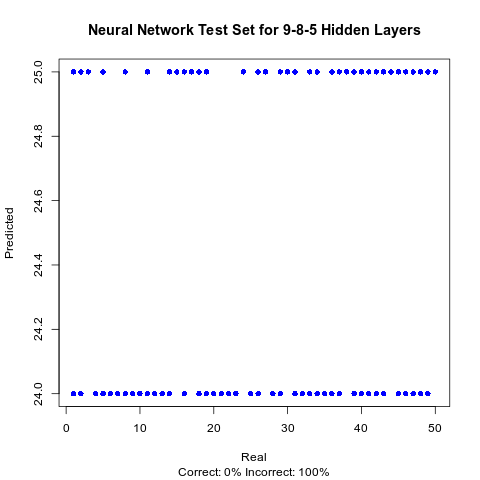 Neural Network Test Set for 9-8-5 Hidden Layers
Predicted
25.0
24.8
24.6
24.4
24.2
24.0
0 10 20 30 40 50
Real
Correct: 0% Incorrect: 100%